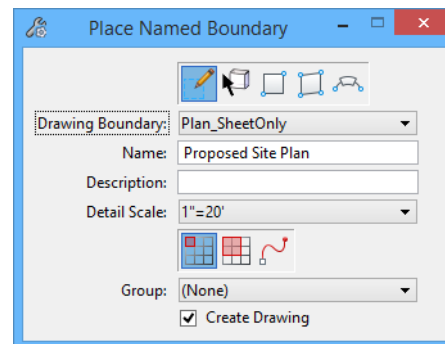 Place Named Boundary
Drawing Boundary: Plan_SheetOnly
Name: Proposed Site Plan
Description:
Detail Scale: 1"=20'
Group: (None)
Create Drawing